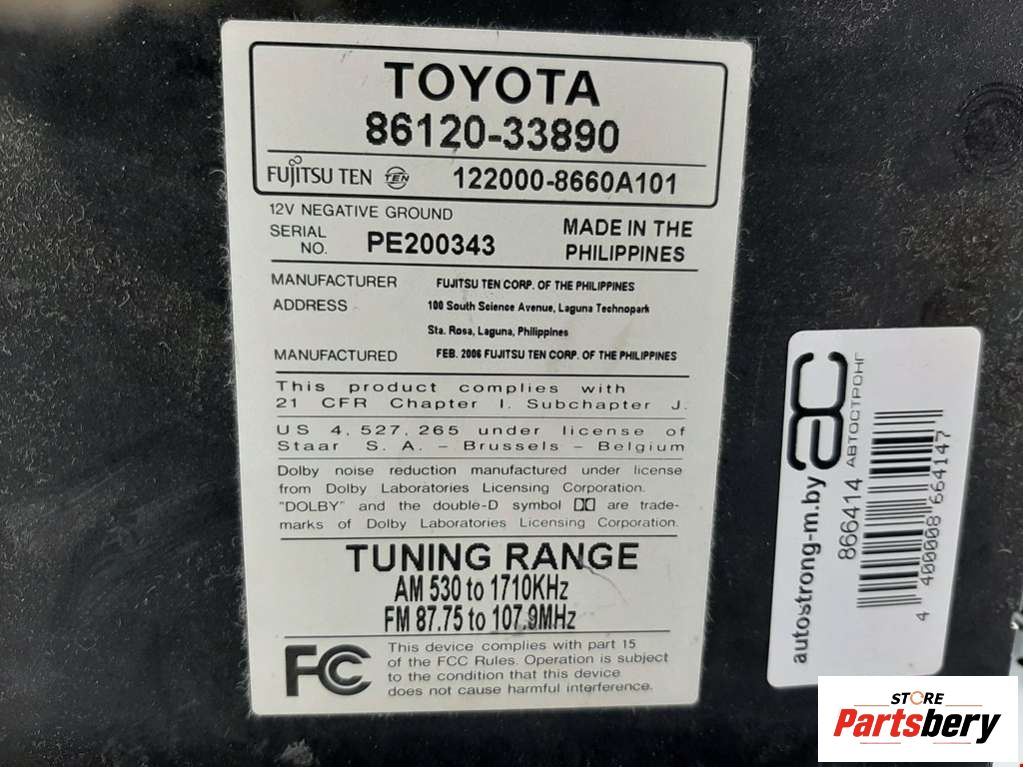 TOYOTA
86120-33890
FUJITSU TEN TEN 122000-8660A101
12V NEGATIVE GROUND
SERIAL NO. PE200343
MADE IN THE
PHILIPPINES
MANUFACTURER FUJITSU TEN CORP. OF THE PHILIPPINES
ADDRESS 100 South Science Avenue, Laguna Technopark
Sta. Rosa, Laguna, Philippines
MANUFACTURED FEB. 2006 FUJITSU TEN CORP. OF THE PHILIPPINES
This product complies with
21 CFR Chapter I. Subchapter J.
US 4,527,265 under license of
Staar S. A. – Brussels – Belgium
Dolby noise reduction manufactured under license
from Dolby Laboratories Licensing Corporation.
"DOLBY" and the double-D symbol are trade-
marks of Dolby Laboratories Licensing Corporation.
TUNING RANGE
AM 530 to 1710KHz
FM 87.75 to 107.9MHz
FC This device complies with part 15
of the FCC Rules. Operation is subject
to the condition that this device
does not cause harmful interference.
autostrong-m.by
ac
866414 АВТОСТРОНГ
4 400008 664147
STORE
Partsbery